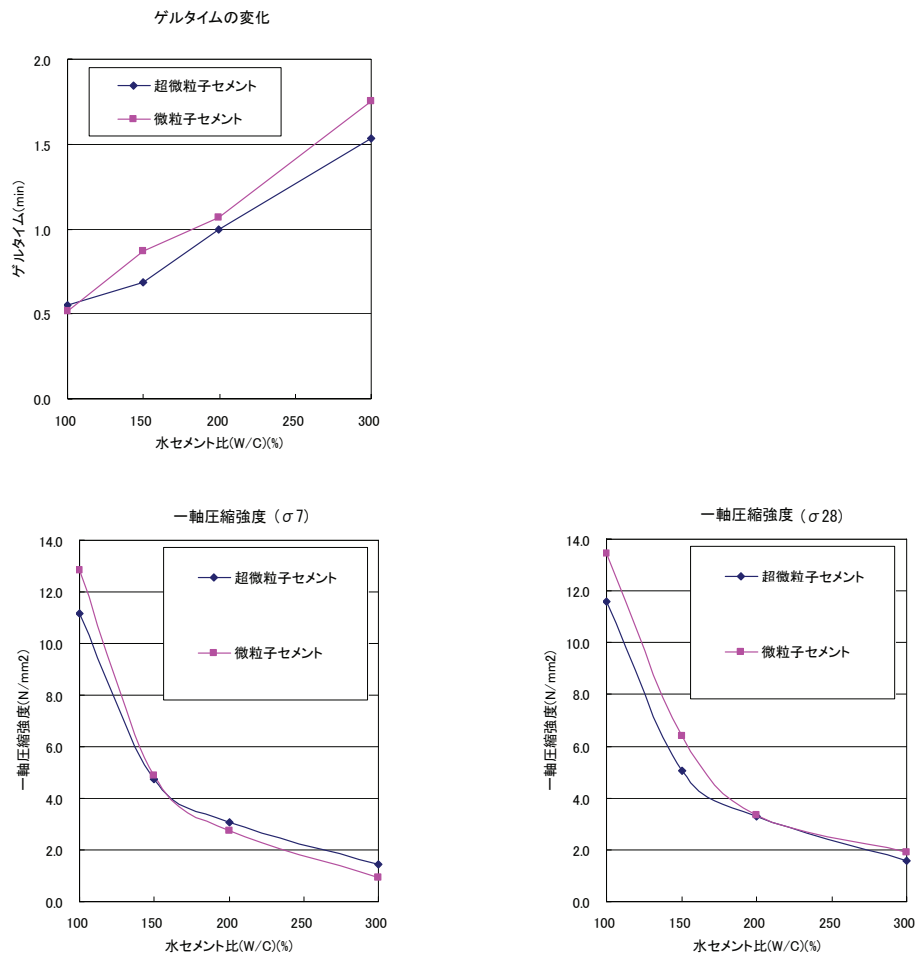 ゲルタイムの変化
2.0
1.5
1.0
0.5
0.0
ゲルタイム(min)
超微粒子セメント
微粒子セメント
100 150 200 250 300
水セメント比(W/C)(%)
一軸圧縮強度（σ7）
14.0
12.0
10.0
8.0
6.0
4.0
2.0
0.0
一軸圧縮強度(N/mm2)
超微粒子セメント
微粒子セメント
100 150 200 250 300
水セメント比(W/C)(%)
一軸圧縮強度（σ28）
14.0
12.0
10.0
8.0
6.0
4.0
2.0
0.0
一軸圧縮強度(N/mm2)
超微粒子セメント
微粒子セメント
100 150 200 250 300
水セメント比(W/C)(%)